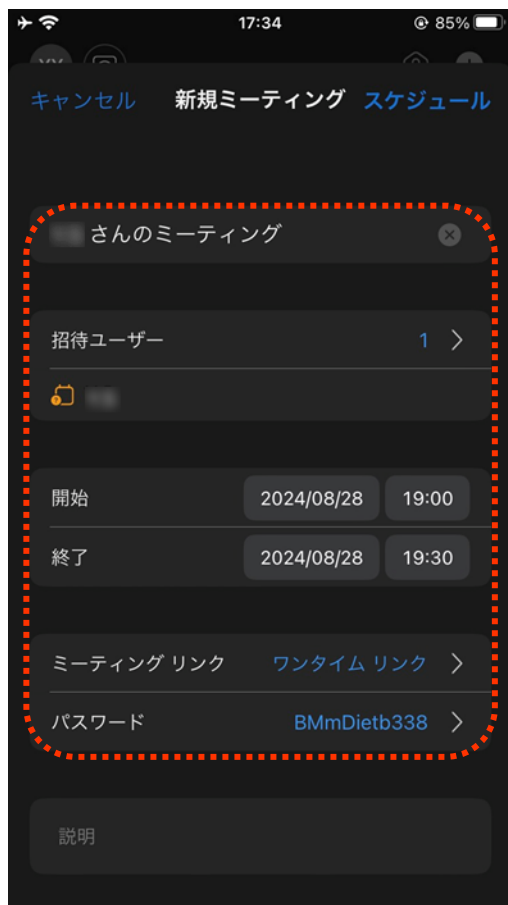 17:34
85%
キャンセル 新規ミーティング スケジュール
さんのミーティング
招待ユーザー 1
開始 2024/08/28 19:00
終了 2024/08/28 19:30
ミーティング リンク ワンタイム リンク
パスワード BMmDietb338
説明